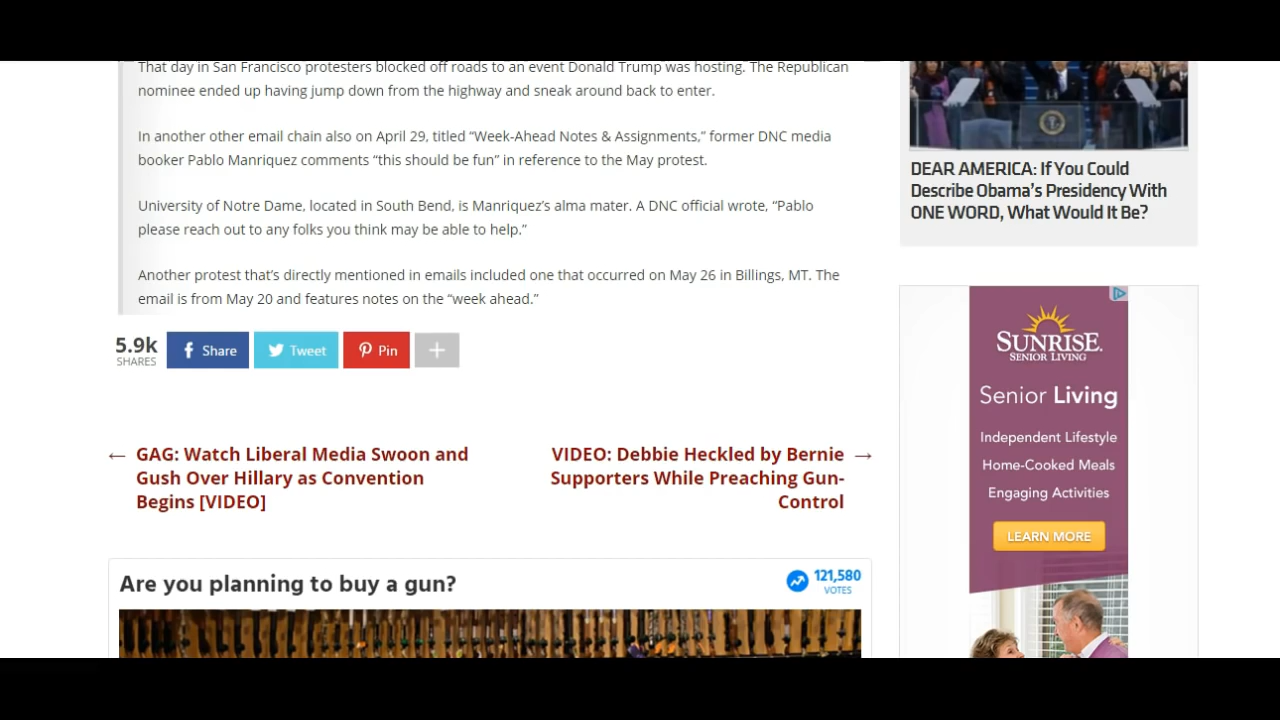 That day in San Francisco protesters blocked off roads to an event Donald Trump was hosting. The Republican
nominee ended up having jump down from the highway and sneak around back to enter.
In another other email chain also on April 29, titled “Week-Ahead Notes & Assignments,” former DNC media
booker Pablo Manriquez comments “this should be fun” in reference to the May protest.
University of Notre Dame, located in South Bend, is Manriquez’s alma mater. A DNC official wrote, “Pablo
please reach out to any folks you think may be able to help.”
Another protest that’s directly mentioned in emails included one that occurred on May 26 in Billings, MT. The
email is from May 20 and features notes on the “week ahead.”
5.9k
SHARES
Share
Tweet
Pin
+
← GAG: Watch Liberal Media Swoon and
Gush Over Hillary as Convention
Begins [VIDEO]
VIDEO: Debbie Heckled by Bernie →
Supporters While Preaching Gun-
Control
Are you planning to buy a gun?
121,580
VOTES
DEAR AMERICA: If You Could
Describe Obama’s Presidency With
ONE WORD, What Would It Be?
SUNRISE
SENIOR LIVING
Senior Living
Independent Lifestyle
Home-Cooked Meals
Engaging Activities
LEARN MORE